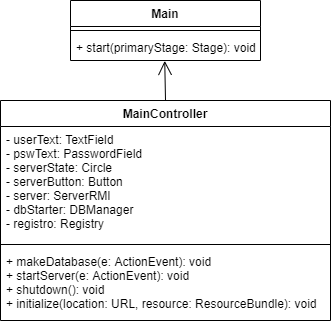 Main
+ start(primaryStage: Stage): void
MainController
- userText: TextField
- pswText: PasswordField
- serverState: Circle
- serverButton: Button
- server: ServerRMI
- dbStarter: DBManager
- registro: Registry
+ makeDatabase(e: ActionEvent): void
+ startServer(e: ActionEvent): void
+ shutdown(): void
+ initialize(location: URL, resource: ResourceBundle): void